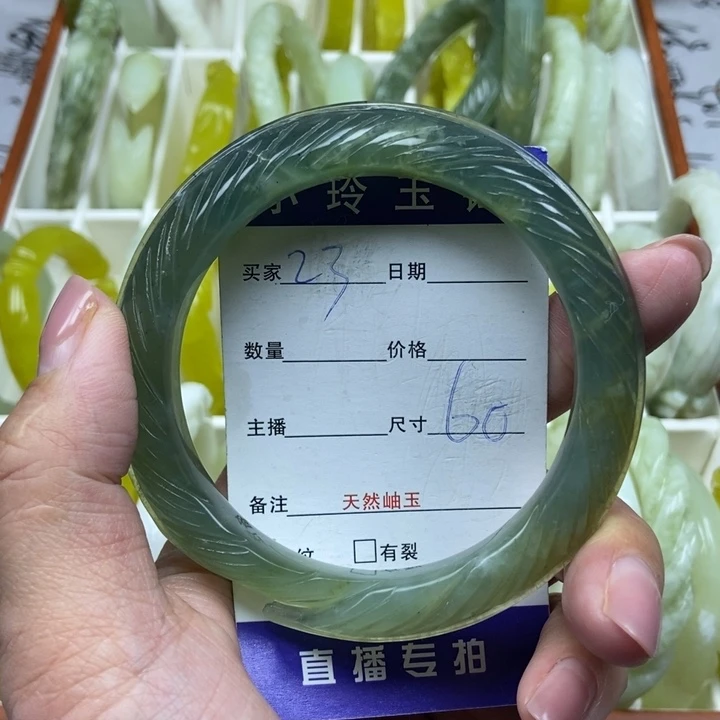 玲玉
买家 23 日期
数量 价格
主播 尺寸 60
备注 天然岫玉
纹 有裂
直播专拍